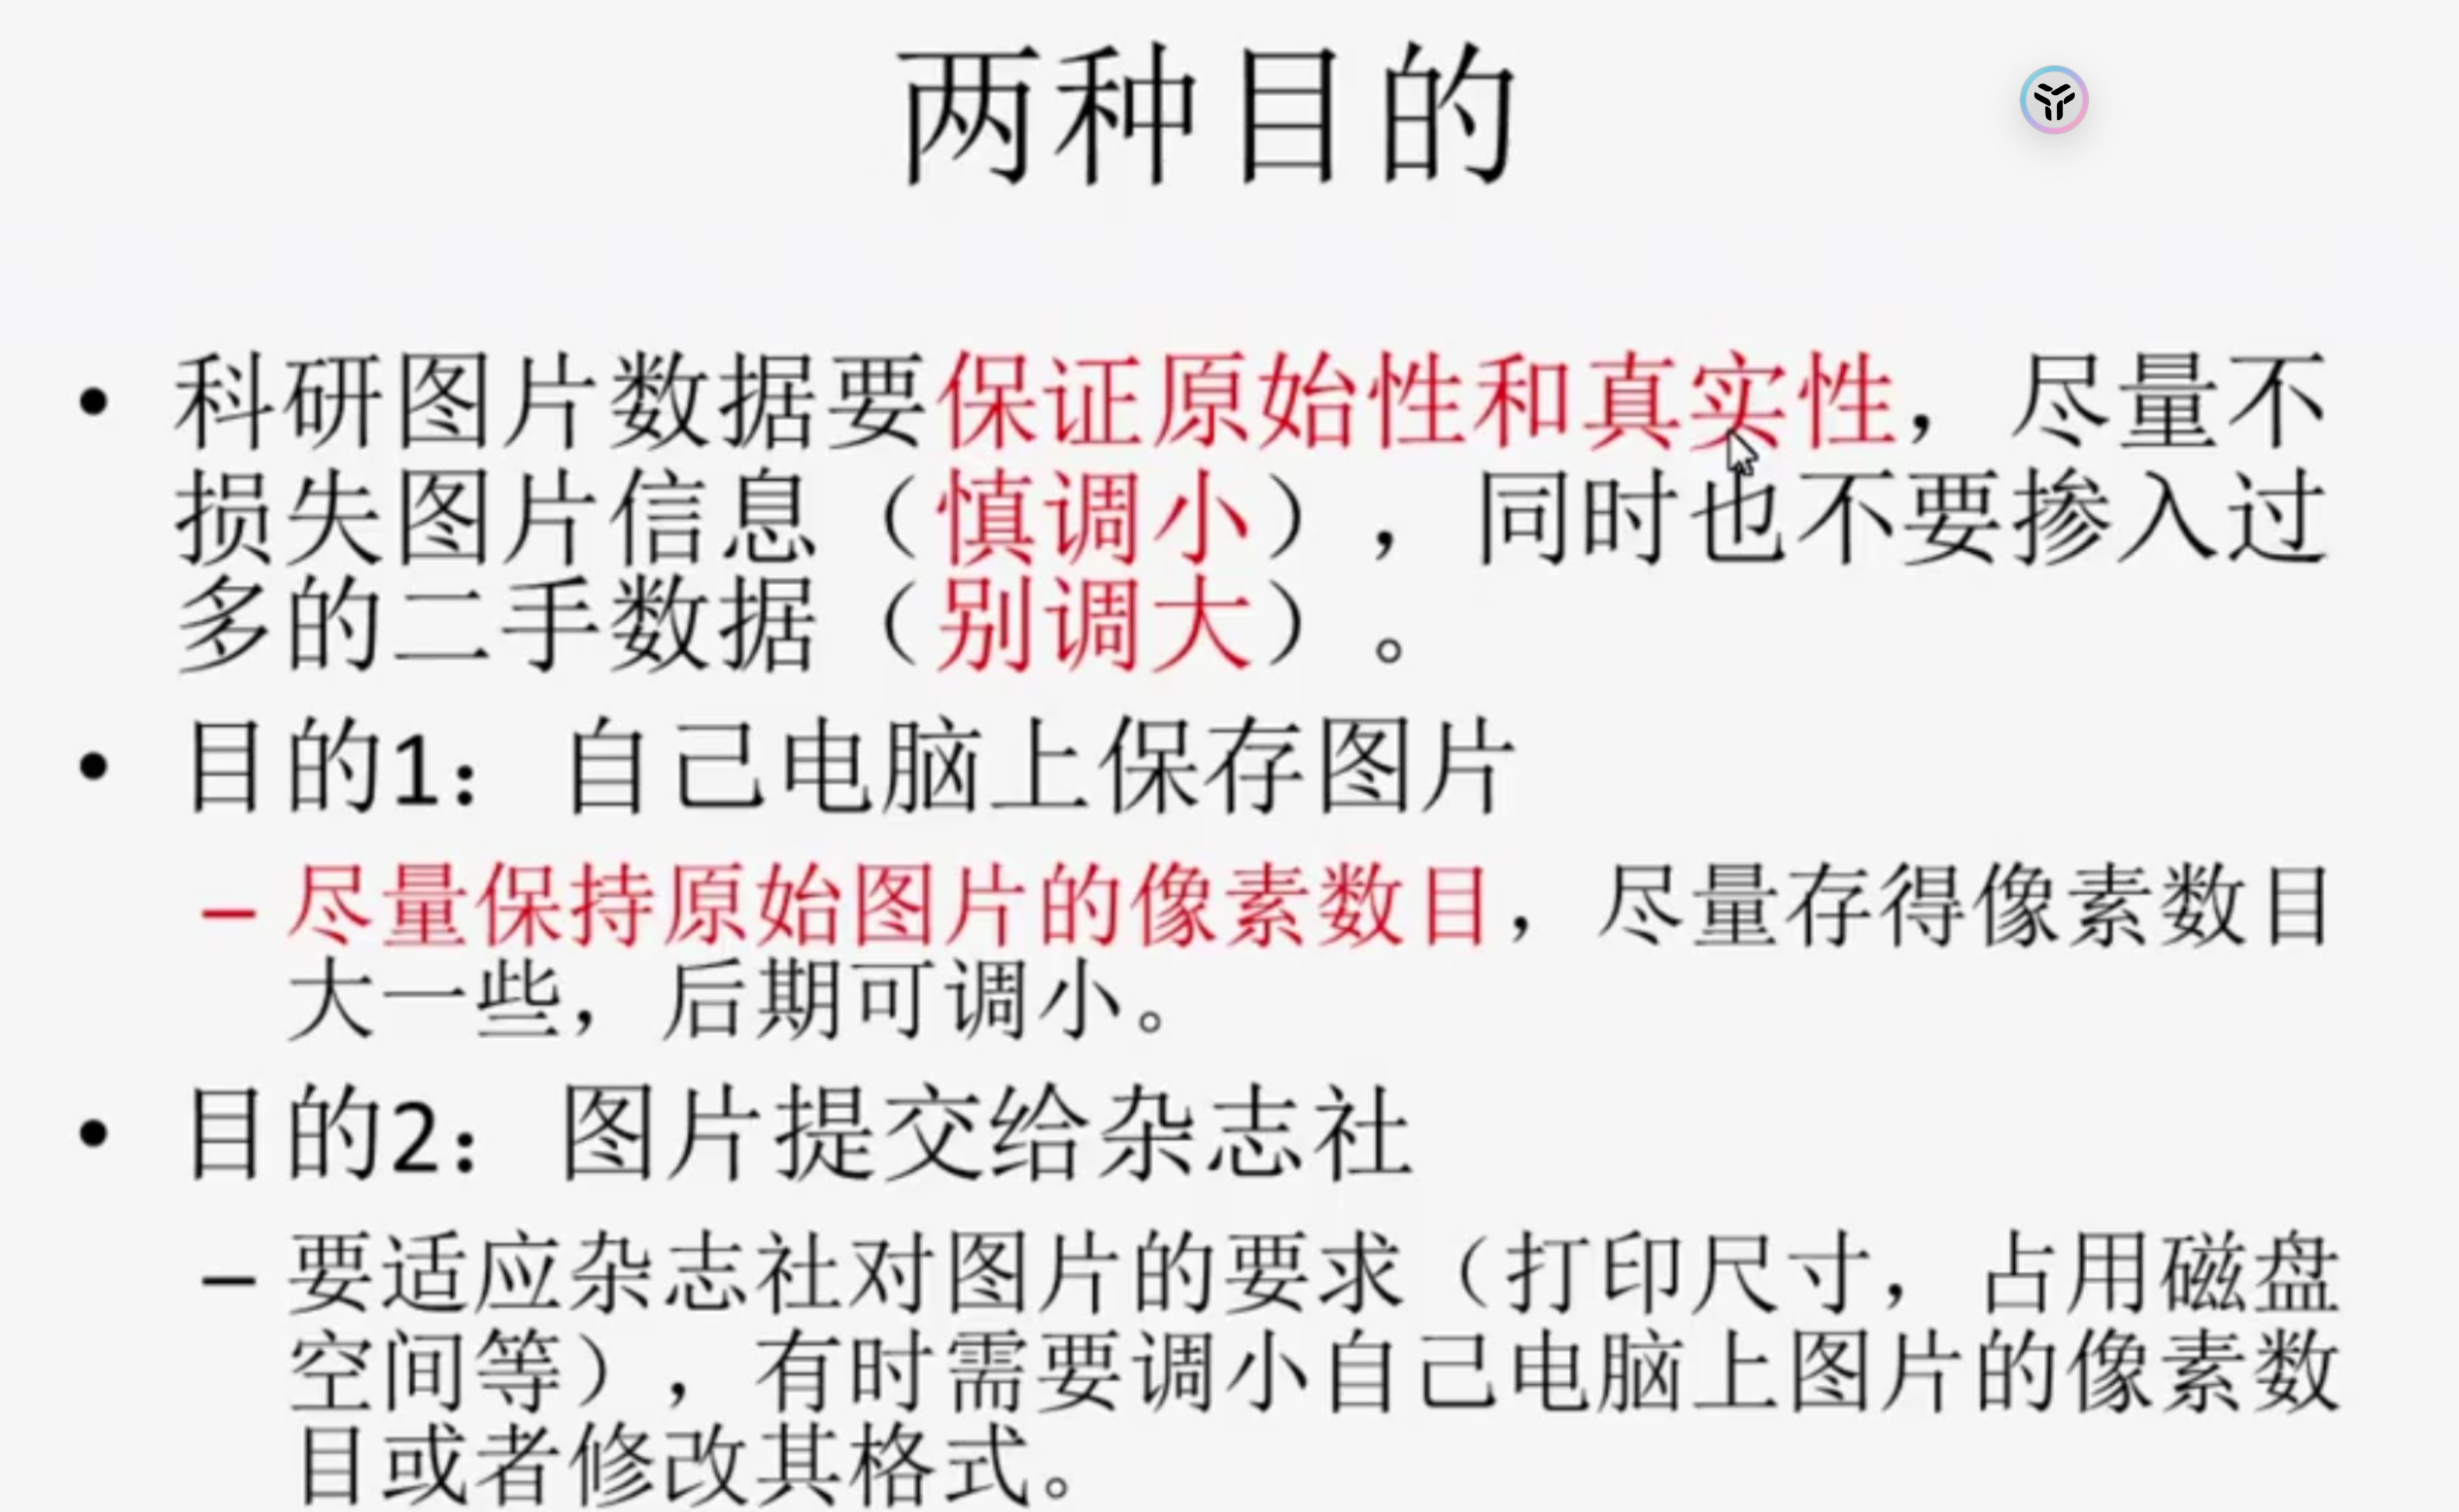 两种目的
• 科研图片数据要保证原始性和真实性，尽量不
损失图片信息（慎调小），同时也不要掺入过
多的二手数据（别调大）。
• 目的1：自己电脑上保存图片
– 尽量保持原始图片的像素数目，尽量存得像素数目
大一些，后期可调小。
• 目的2：图片提交给杂志社
– 要适应杂志社对图片的要求（打印尺寸，占用磁盘
空间等），有时需要调小自己电脑上图片的像素数
目或者修改其格式。